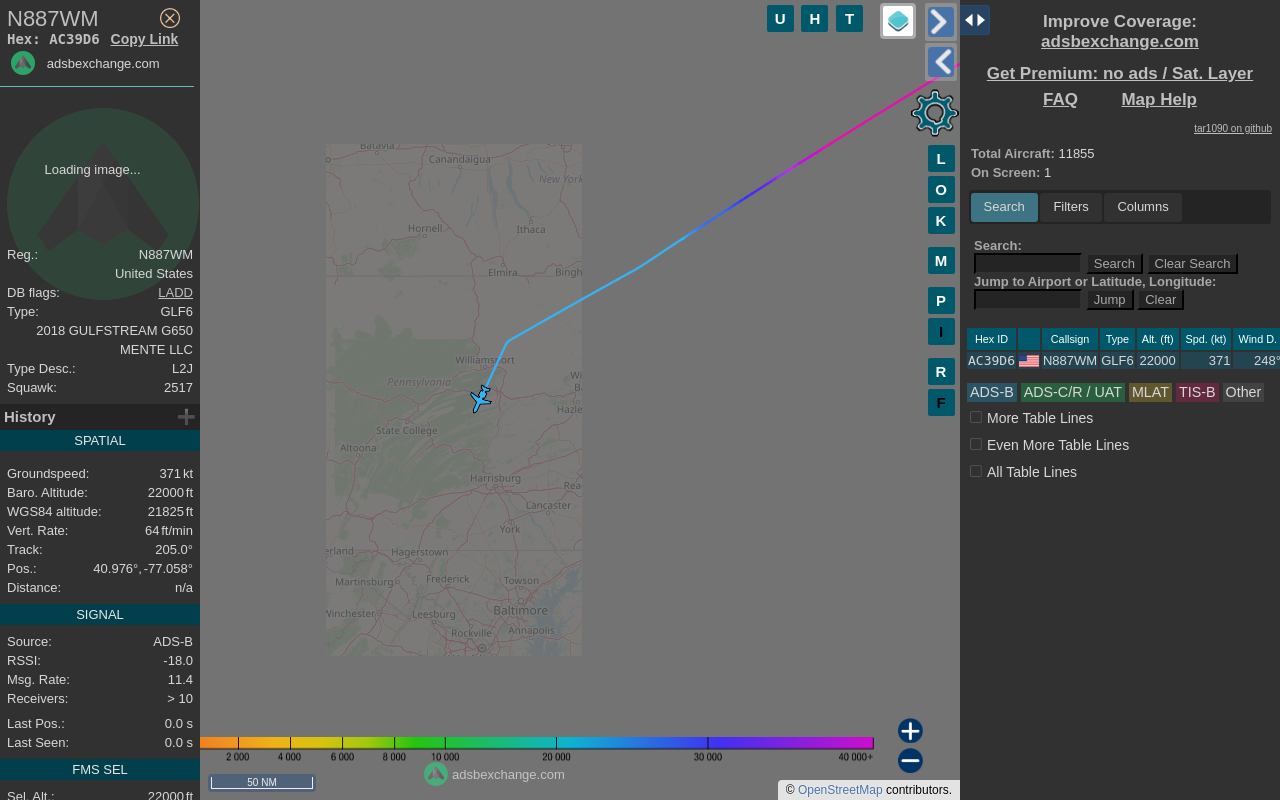 N887WM
Hex: AC39D6 Copy Link
adsbexchange.com
Loading image...
Reg.: N887WM
United States
DB flags: LADD
Type: GLF6
2018 GULFSTREAM G650
MENTE LLC
Type Desc.: L2J
Squawk: 2517
History
SPATIAL
Groundspeed: 371 kt
Baro. Altitude: 22000 ft
WGS84 altitude: 21825 ft
Vert. Rate: 64 ft/min
Track: 205.0°
Pos.: 40.976°, -77.058°
Distance: n/a
SIGNAL
Source: ADS-B
RSSI: -18.0
Msg. Rate: 11.4
Receivers: > 10
Last Pos.: 0.0 s
Last Seen: 0.0 s
FMS SEL
Sel. Alt.: 22000 ft
U H T
L
O
K
M
P
I
R
F
Batavia
Canandaigua
New York
Hornell
Ithaca
Elmira
Bingh
Williamsport
Pennsylvania
Hazle
State College
Altoona
Harrisburg
Rea
Lancaster
York
erland
Hagerstown
Martinsburg
Frederick
Towson
Winchester
Leesburg
Baltimore
Rockville
Annapolis
2 000 4 000 6 000 8 000 10 000 20 000 30 000 40 000+
50 NM
adsbexchange.com
© OpenStreetMap contributors.
Improve Coverage:
adsbexchange.com
Get Premium: no ads / Sat. Layer
FAQ Map Help
tar1090 on github
Total Aircraft: 11855
On Screen: 1
Search Filters Columns
Search:
Search Clear Search
Jump to Airport or Latitude, Longitude:
Jump Clear
Hex ID Callsign Type Alt. (ft) Spd. (kt) Wind D.
AC39D6 N887WM GLF6 22000 371 248°
ADS-B ADS-C/R / UAT MLAT TIS-B Other
More Table Lines
Even More Table Lines
All Table Lines